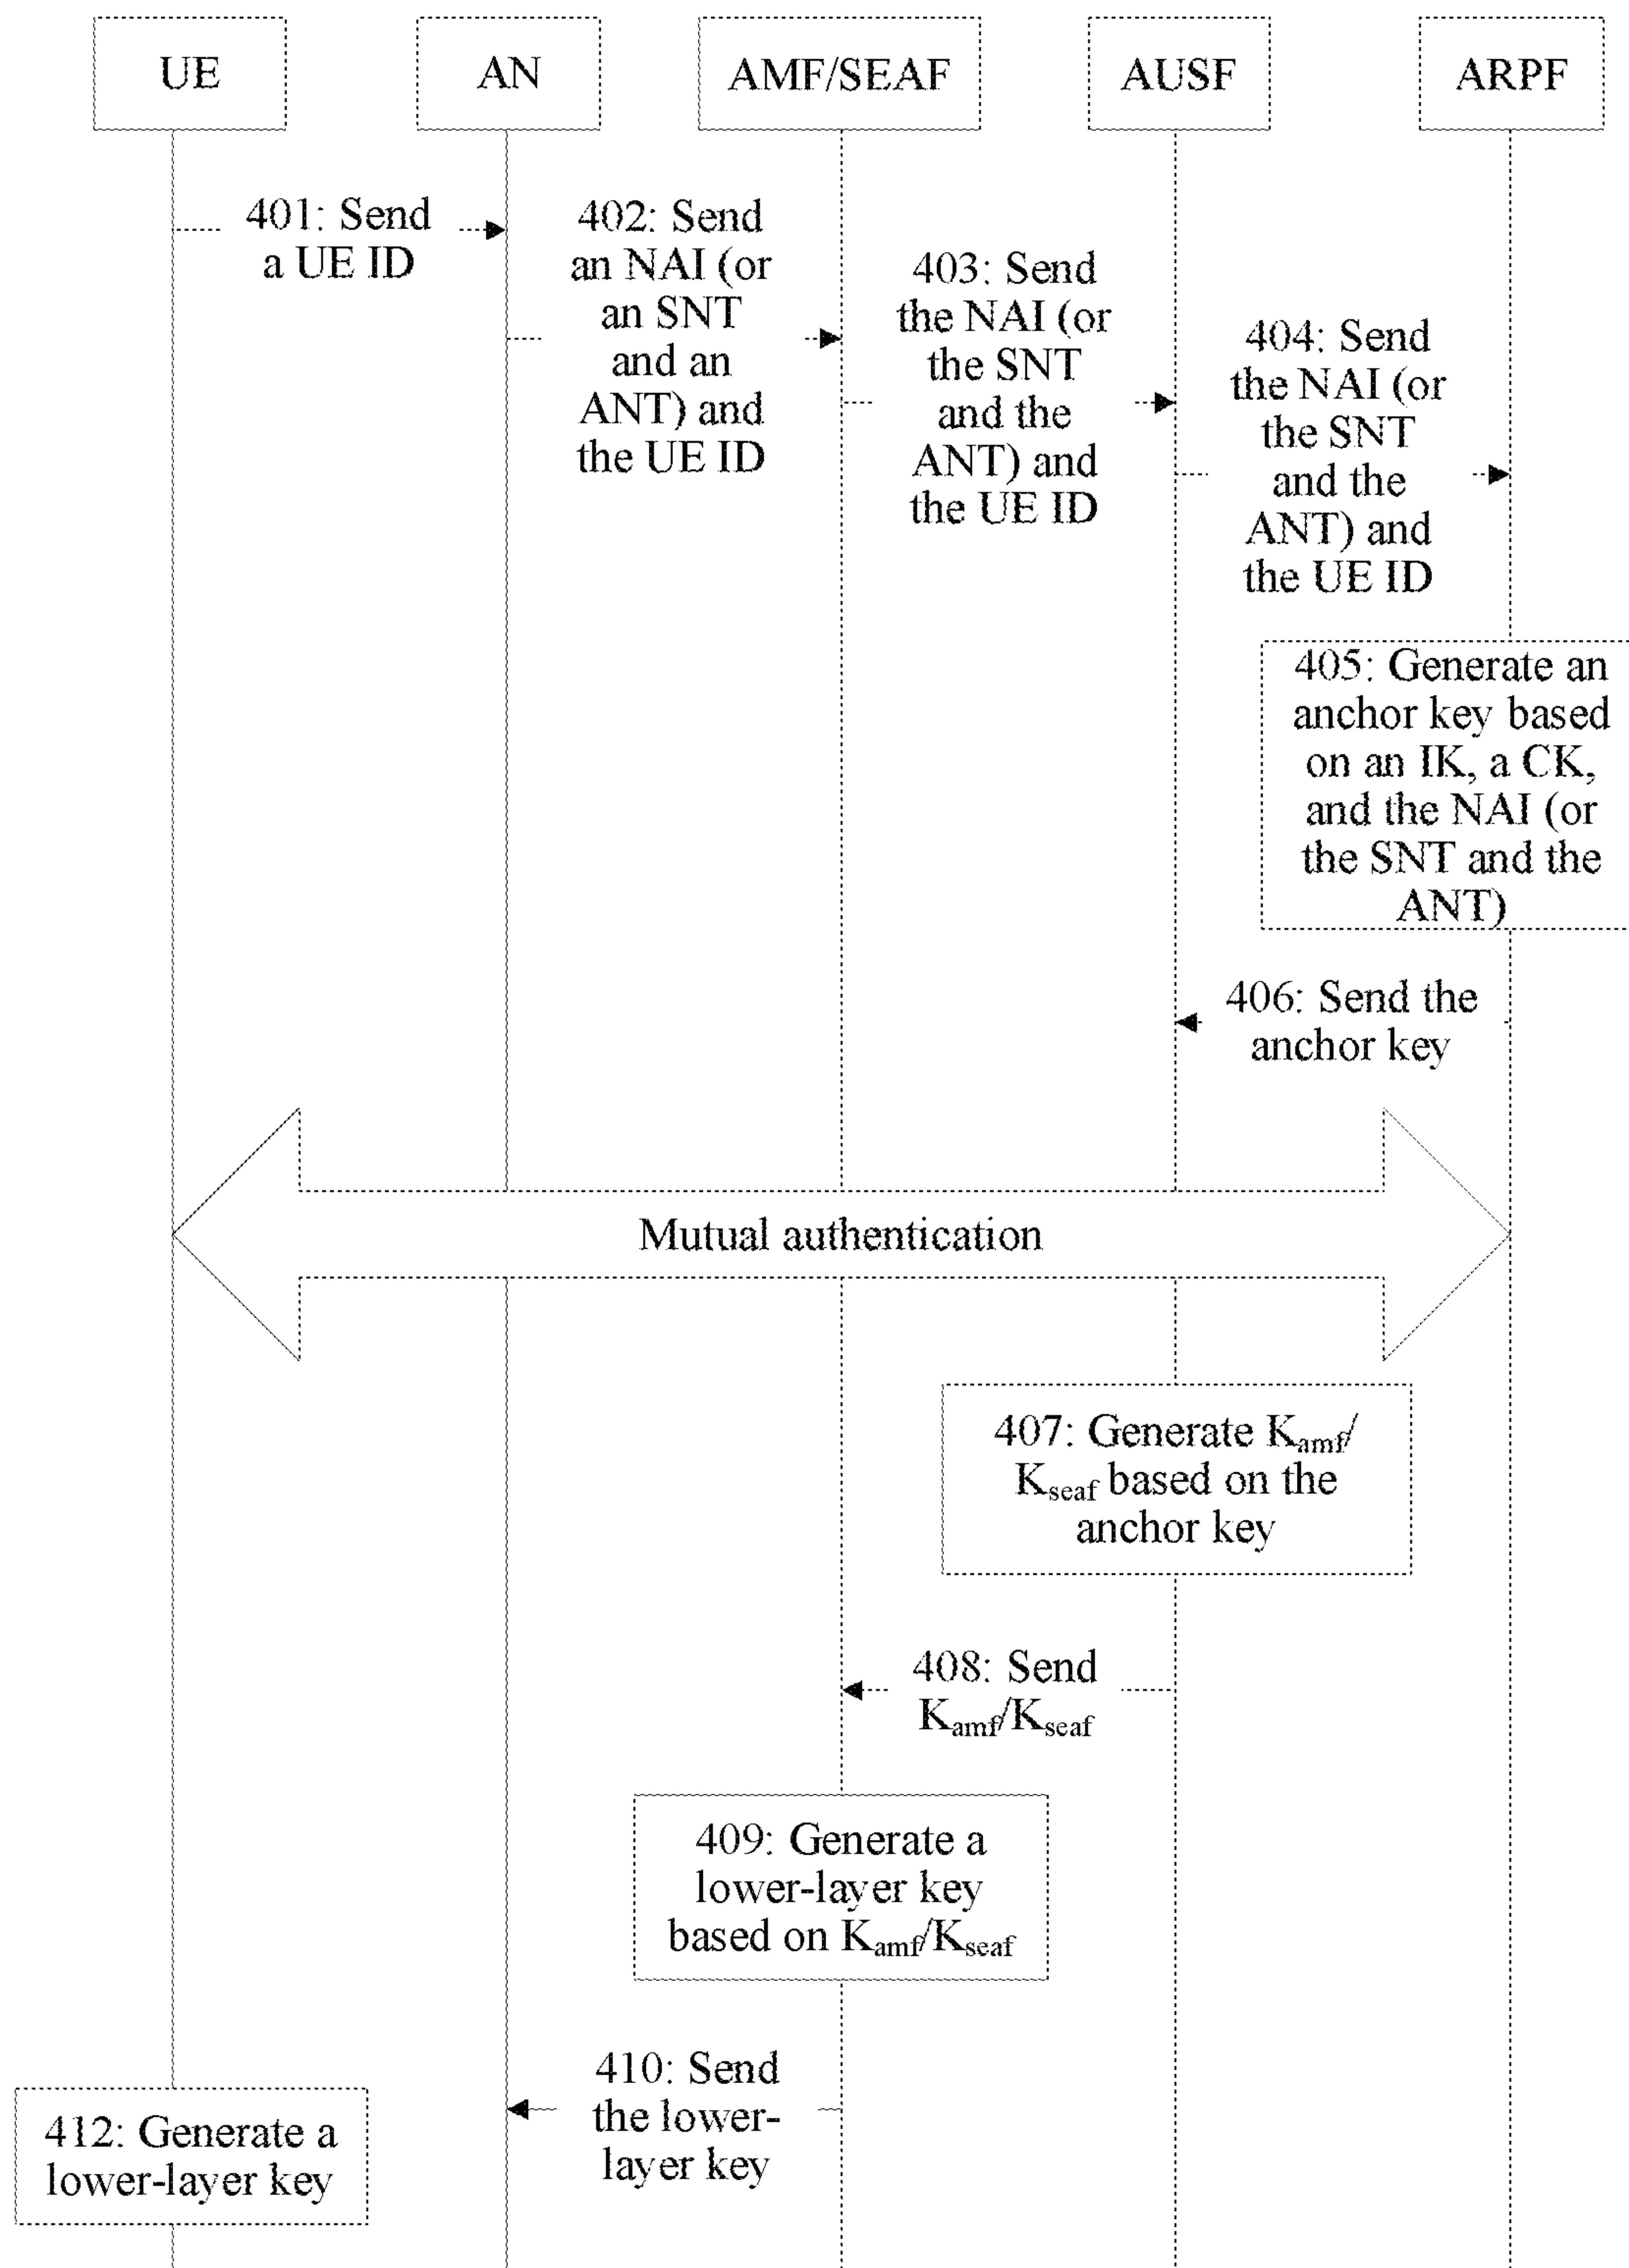 UE
AN
AMF/SEAF
AUSF
ARPF
401: Send
a UE ID
402: Send
an NAI (or
an SNT
and an
ANT) and
the UE ID
403: Send
the NAI (or
the SNT
and the
ANT) and
the UE ID
404: Send
the NAI (or
the SNT
and the
ANT) and
the UE ID
405: Generate an
anchor key based
on an IK, a CK,
and the NAI (or
the SNT and the
ANT)
406: Send the
anchor key
Mutual authentication
407: Generate Kamf/
Kseaf based on the
anchor key
408: Send
Kamf/Kseaf
409: Generate a
lower-layer key
based on Kamf/Kseaf
410: Send
the lower-
layer key
412: Generate a
lower-layer key